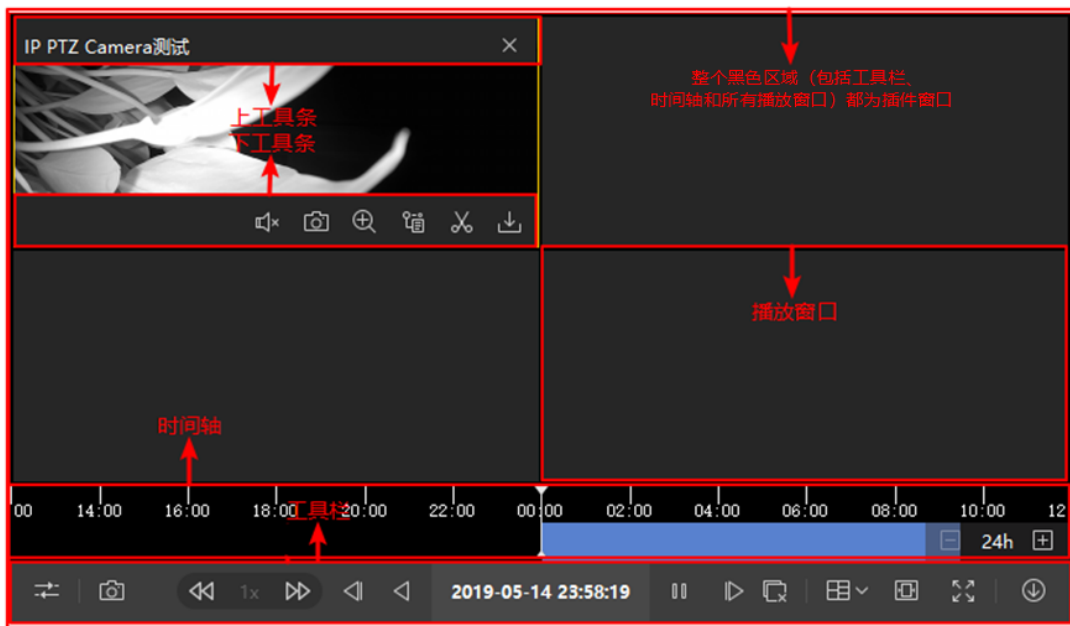 IP PTZ Camera测试
整个黑色区域（包括工具栏、
时间轴和所有播放窗口）都为插件窗口
上工具条
下工具条
播放窗口
时间轴
00 14:00 16:00 18:00 20:00 22:00 00:00 02:00 04:00 06:00 08:00 10:00 12
工具栏
24h
1x 2019-05-14 23:58:19